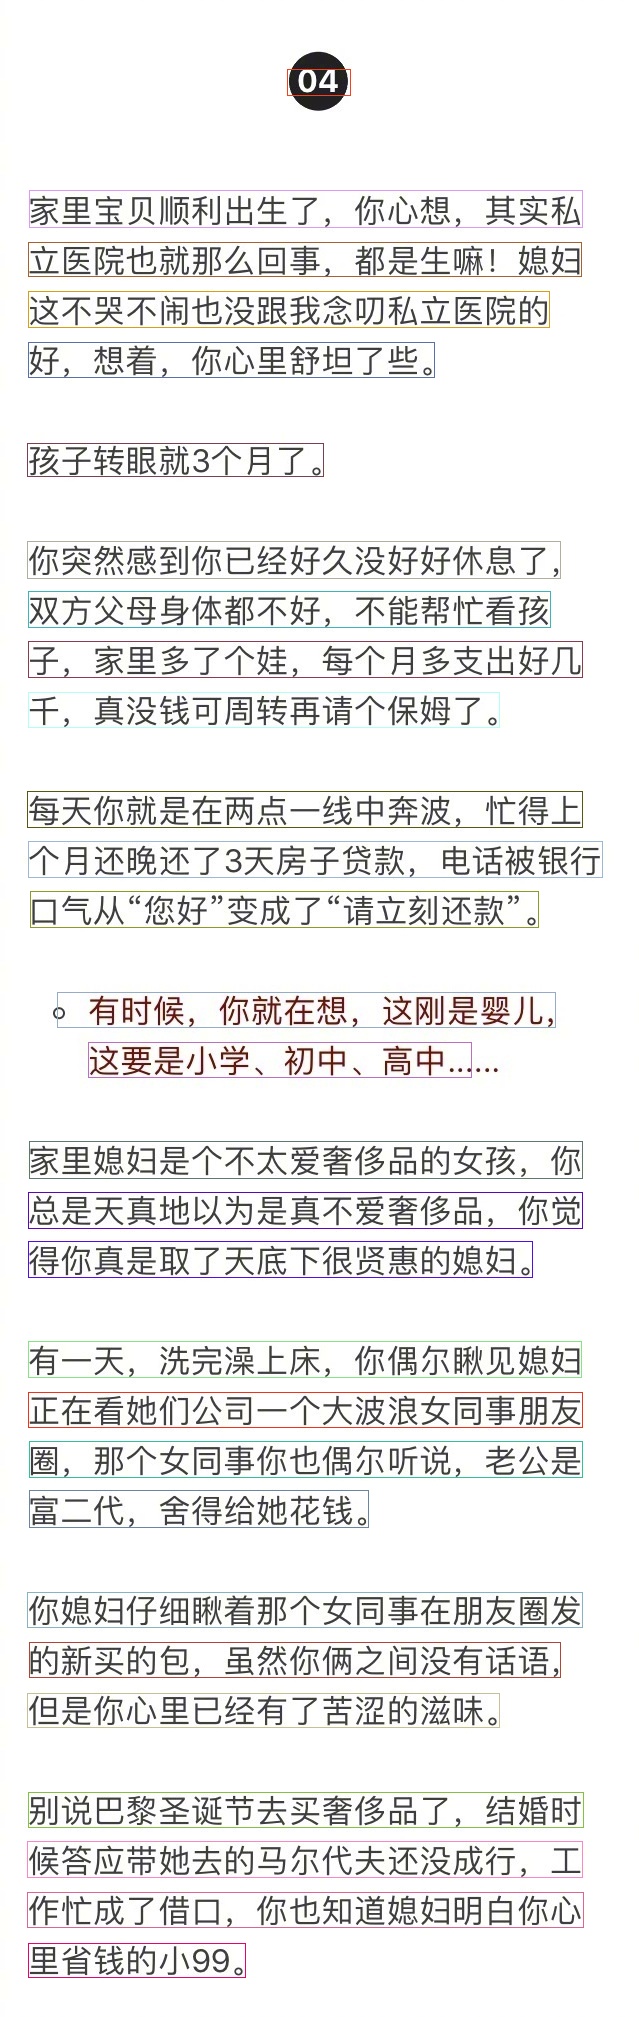 04
家里宝贝顺利出生了，你心想，其实私
立医院也就那么回事，都是生嘛！媳妇
这不哭不闹也没跟我念叨私立医院的
好，想着，你心里舒坦了些。
孩子转眼就3个月了。
你突然感到你已经好久没好好休息了，
双方父母身体都不好，不能帮忙看孩
子，家里多了个娃，每个月多支出好几
千，真没钱可周转再请个保姆了。
每天你就是在两点一线中奔波，忙得上
个月还晚还了3天房子贷款，电话被银行
口气从“您好”变成了“请立刻还款”。
有时候，你就在想，这刚是婴儿，
这要是小学、初中、高中……
家里媳妇是个不太爱奢侈品的女孩，你
总是天真地以为是真不爱奢侈品，你觉
得你真是取了天底下很贤惠的媳妇。
有一天，洗完澡上床，你偶尔瞅见媳妇
正在看她们公司一个大波浪女同事朋友
圈，那个女同事你也偶尔听说，老公是
富二代，舍得给她花钱。
你媳妇仔细瞅着那个女同事在朋友圈发
的新买的包，虽然你俩之间没有话语，
但是你心里已经有了苦涩的滋味。
别说巴黎圣诞节去买奢侈品了，结婚时
候答应带她去的马尔代夫还没成行，工
作忙成了借口，你也知道媳妇明白你心
里省钱的小99。